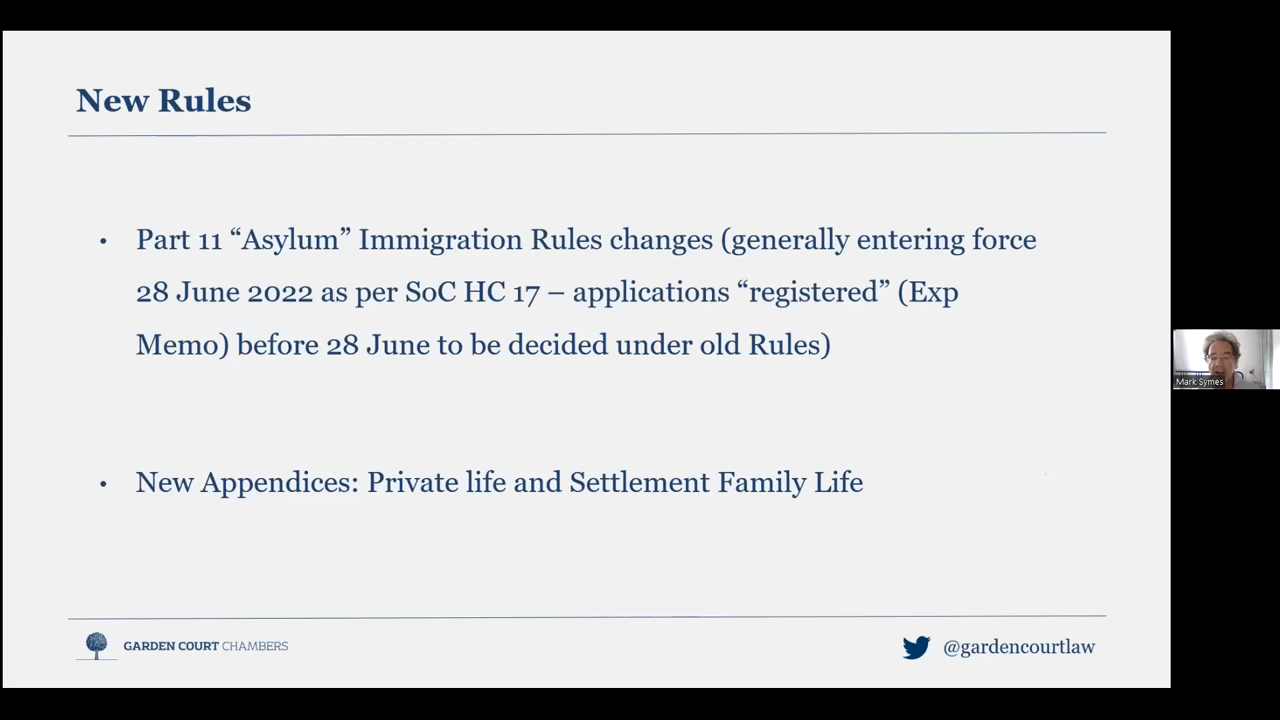 New Rules
• Part 11 “Asylum” Immigration Rules changes (generally entering force
28 June 2022 as per SoC HC 17 – applications “registered” (Exp
Memo) before 28 June to be decided under old Rules)
• New Appendices: Private life and Settlement Family Life
Mark Symes
GARDEN COURT CHAMBERS
@gardencourtlaw